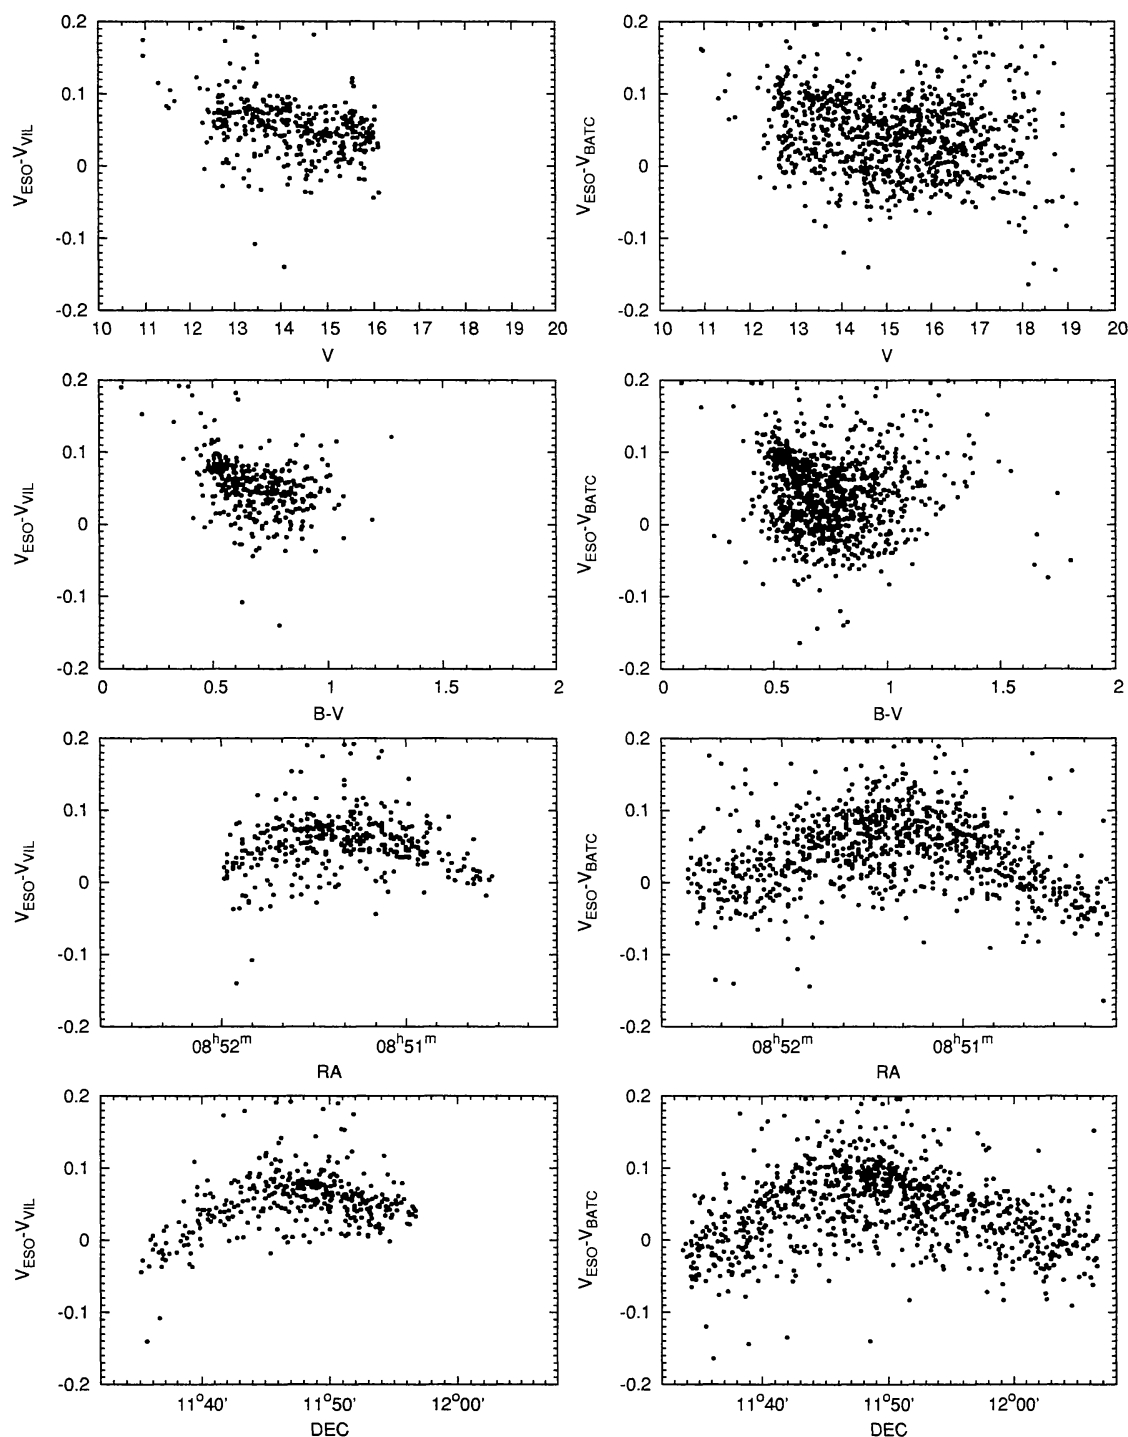 0.2 0.1 0 -0.1 -0.2
V_ESO-V_VIL
10 11 12 13 14 15 16 17 18 19 20
V
0.2 0.1 0 -0.1 -0.2
V_ESO-V_BATC
10 11 12 13 14 15 16 17 18 19 20
V
0.2 0.1 0 -0.1 -0.2
V_ESO-V_VIL
0 0.5 1 1.5 2
B-V
0.2 0.1 0 -0.1 -0.2
V_ESO-V_BATC
0 0.5 1 1.5 2
B-V
0.2 0.1 0 -0.1 -0.2
V_ESO-V_VIL
08^h52^m 08^h51^m
RA
0.2 0.1 0 -0.1 -0.2
V_ESO-V_BATC
08^h52^m 08^h51^m
RA
0.2 0.1 0 -0.1 -0.2
V_ESO-V_VIL
11°40' 11°50' 12°00'
DEC
0.2 0.1 0 -0.1 -0.2
V_ESO-V_BATC
11°40' 11°50' 12°00'
DEC